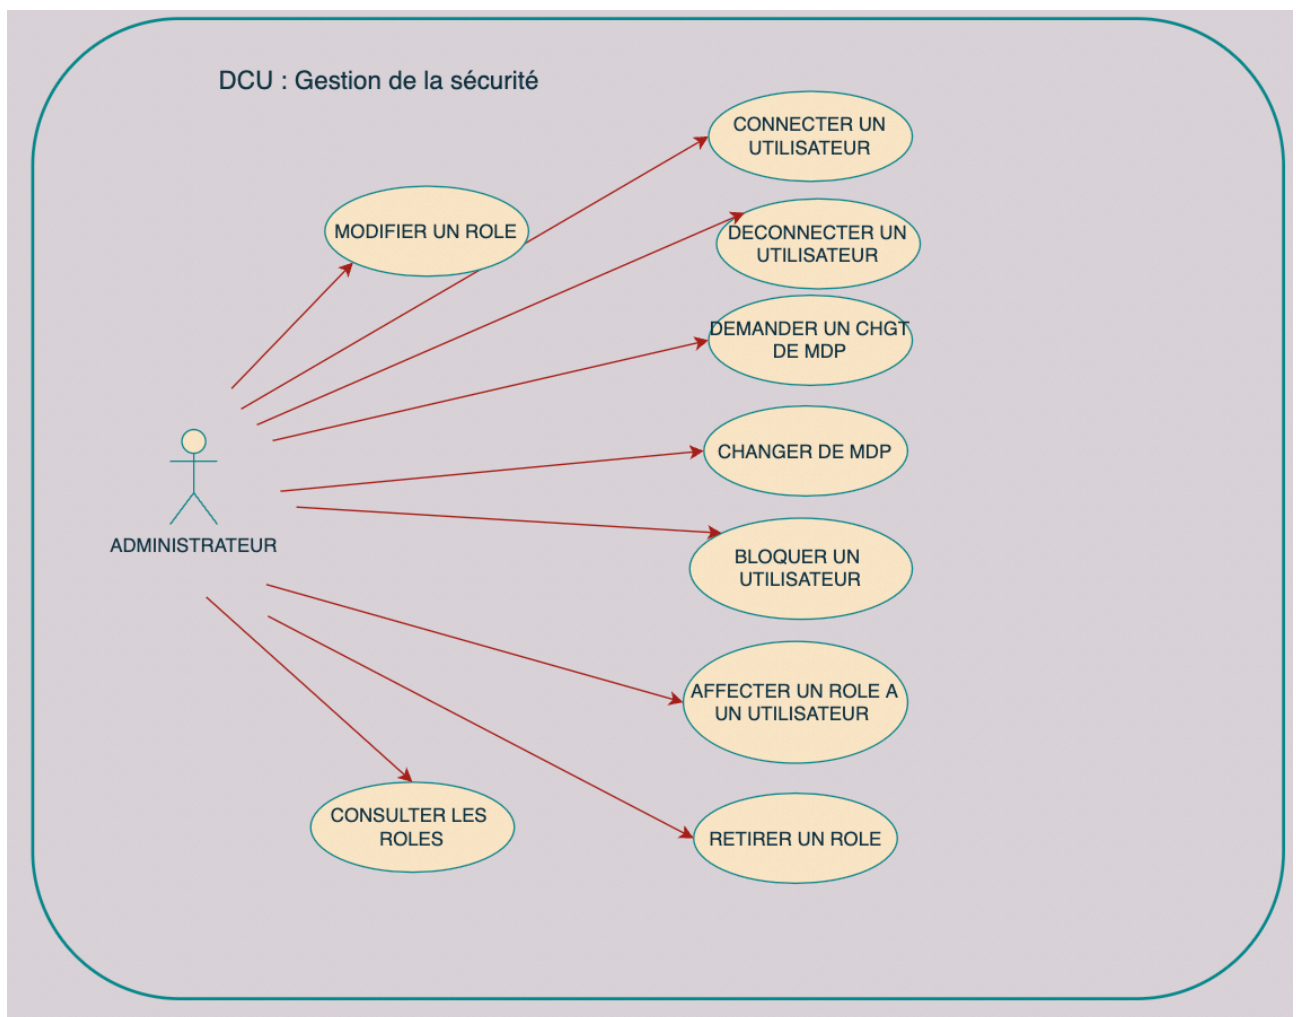 DCU : Gestion de la sécurité
CONNECTER UN
UTILISATEUR
MODIFIER UN ROLE
DECONNECTER UN
UTILISATEUR
DEMANDER UN CHGT
DE MDP
CHANGER DE MDP
ADMINISTRATEUR
BLOQUER UN
UTILISATEUR
AFFECTER UN ROLE A
UN UTILISATEUR
CONSULTER LES
ROLES
RETIRER UN ROLE